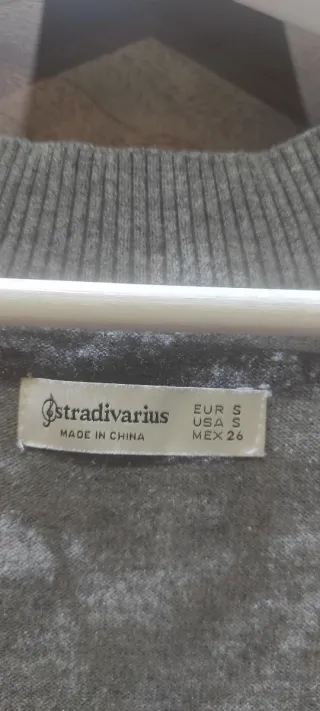 stradivarius
MADE IN CHINA
EUR S
USA S
MEX 26